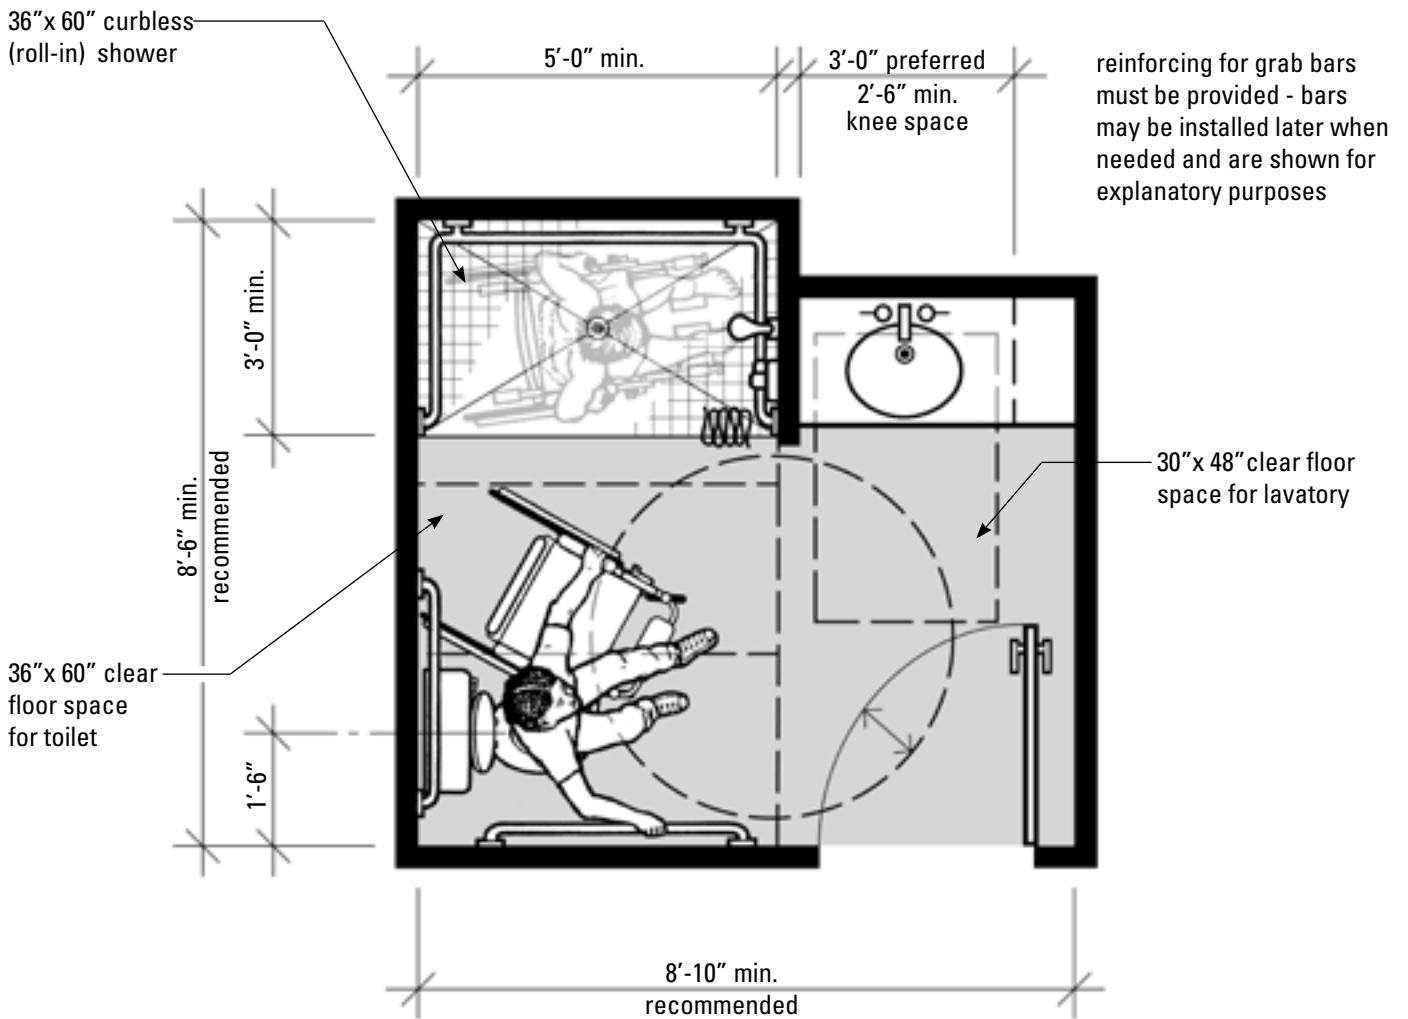 36″x 60″ curbless
(roll-in) shower
5′-0″ min.
3′-0″ preferred
2′-6″ min.
knee space
reinforcing for grab bars
must be provided - bars
may be installed later when
needed and are shown for
explanatory purposes
3′-0″ min.
8′-6″ min.
recommended
30″x 48″clear floor
space for lavatory
36″x 60″ clear
floor space
for toilet
1′-6″
8′-10″ min.
recommended